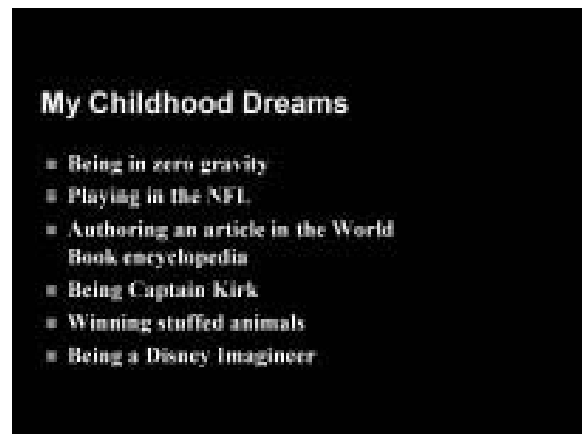 My Childhood Dreams
Being in zero gravity
Playing in the NFL
Authoring an article in the World
Book encyclopedia
Being Captain Kirk
Winning stuffed animals
Being a Disney Imagineer